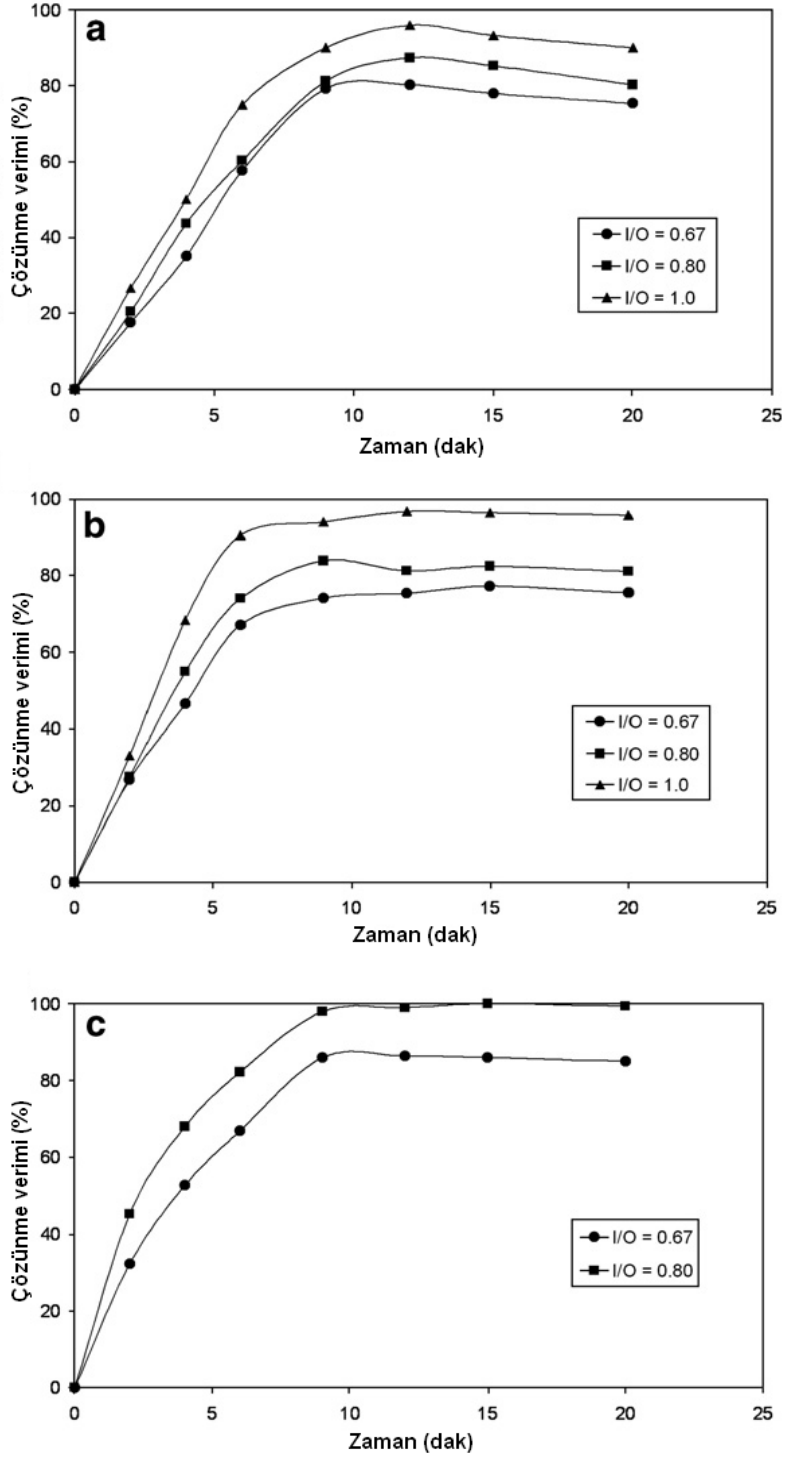 a
100
80
60
40
20
0
Çözünme verimi (%)
I/O = 0.67
I/O = 0.80
I/O = 1.0
0 5 10 15 20 25
Zaman (dak)
b
100
80
60
40
20
0
Çözünme verimi (%)
I/O = 0.67
I/O = 0.80
I/O = 1.0
0 5 10 15 20 25
Zaman (dak)
c
100
80
60
40
20
0
Çözünme verimi (%)
I/O = 0.67
I/O = 0.80
0 5 10 15 20 25
Zaman (dak)